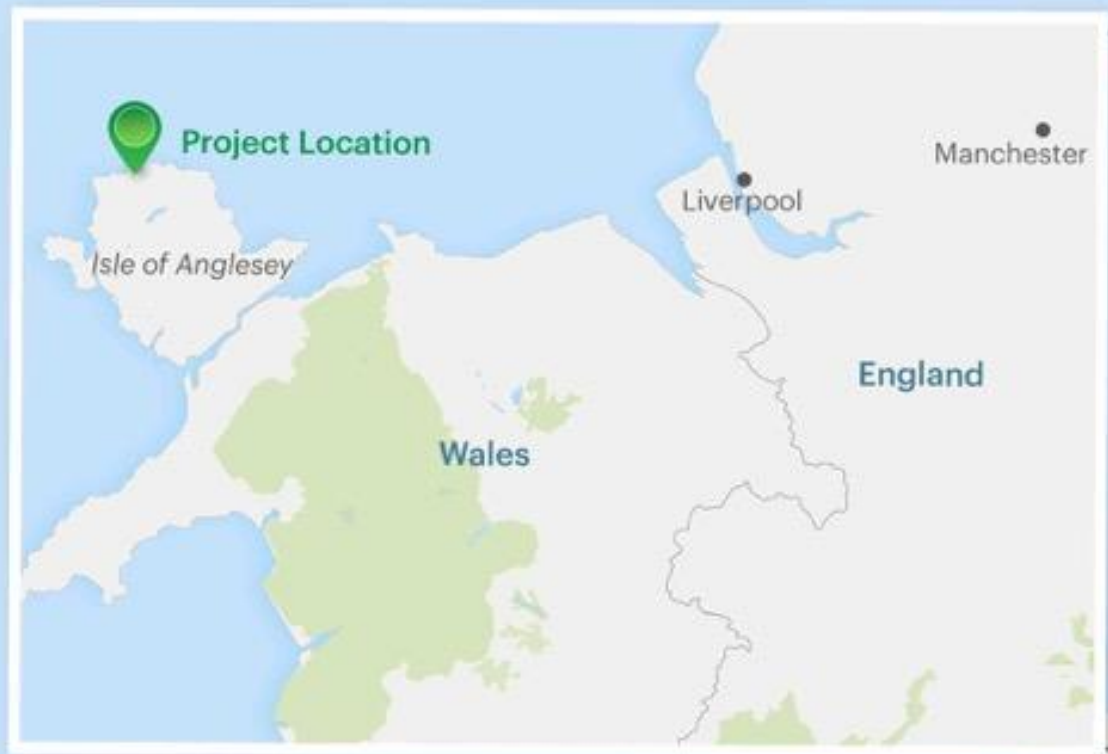 Project Location
Manchester
Liverpool
Isle of Anglesey
England
Wales